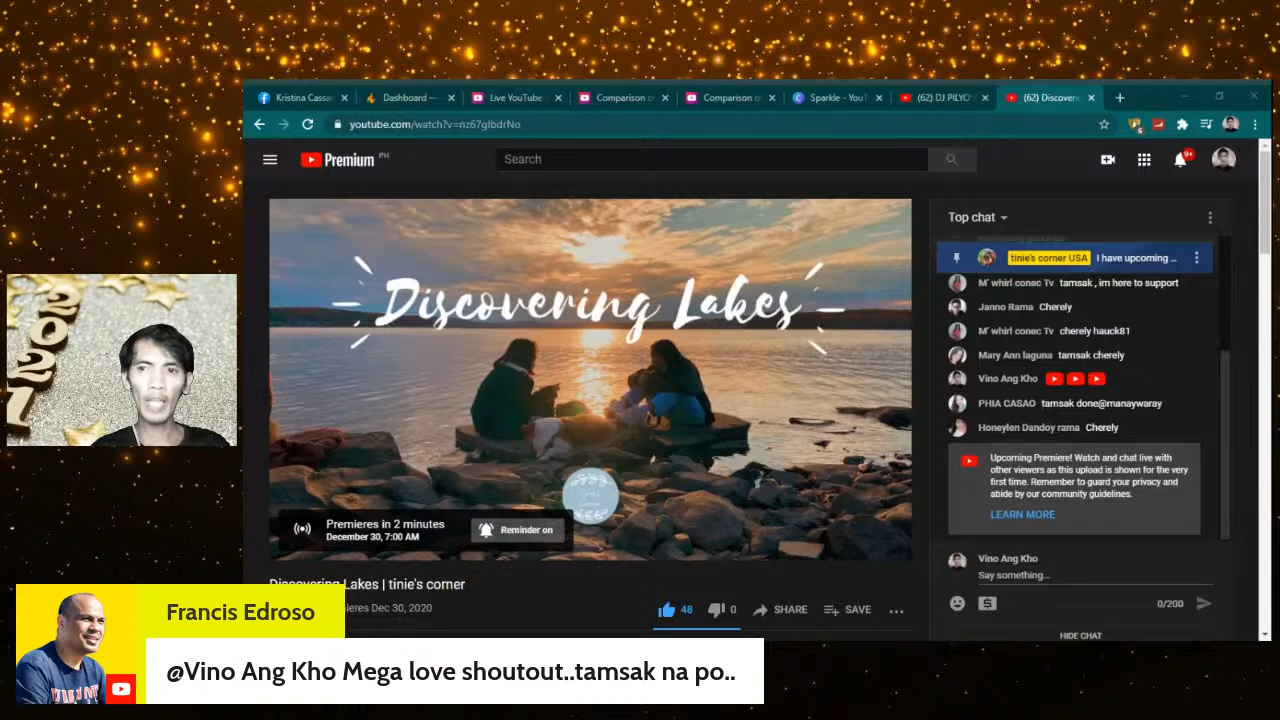 Kristina Cassa
Dashboard —
Live YouTube
Comparison o
Comparison o
Sparkle - YouT
(62) DJ PILYO
(62) Discover
youtube.com/watch?v=nz67glbdrNo
Premium PH
Search
9+
2021
Discovering Lakes
Premieres in 2 minutes
December 30, 7:00 AM
Reminder on
Top chat
tinie's corner USA I have upcoming ...
M' whirl conec Tv tamsak , im here to support
Janno Rama Cherely
M' whirl conec Tv cherely hauck81
Mary Ann laguna tamsak cherely
Vino Ang Kho
PHIA CASAO tamsak done@manaywaray
Honeylen Dandoy rama Cherely
Upcoming Premiere! Watch and chat live with
other viewers as this upload is shown for the very
first time. Remember to guard your privacy and
abide by our community guidelines.
LEARN MORE
Vino Ang Kho
Say something...
0/200
HIDE CHAT
Discovering Lakes | tinie's corner
Dec 30, 2020
48
0
SHARE
SAVE
Francis Edroso
@Vino Ang Kho Mega love shoutout..tamsak na po..